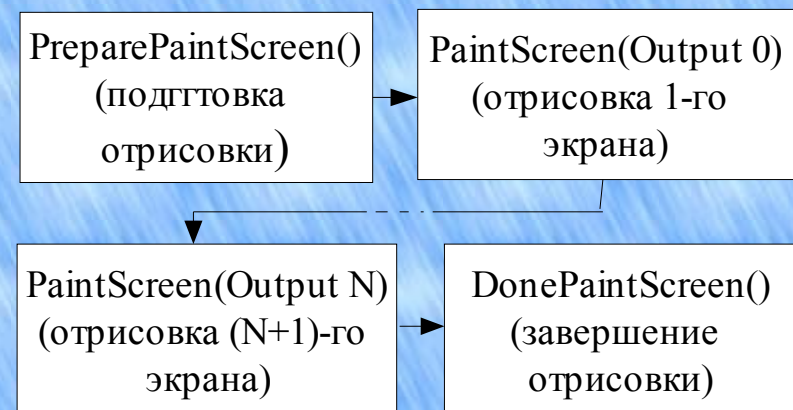 PreparePaintScreen()
(подггтовка
отрисовки)
PaintScreen(Output 0)
(отрисовка 1-го
экрана)
PaintScreen(Output N)
(отрисовка (N+1)-го
экрана)
DonePaintScreen()
(завершение
отрисовки)